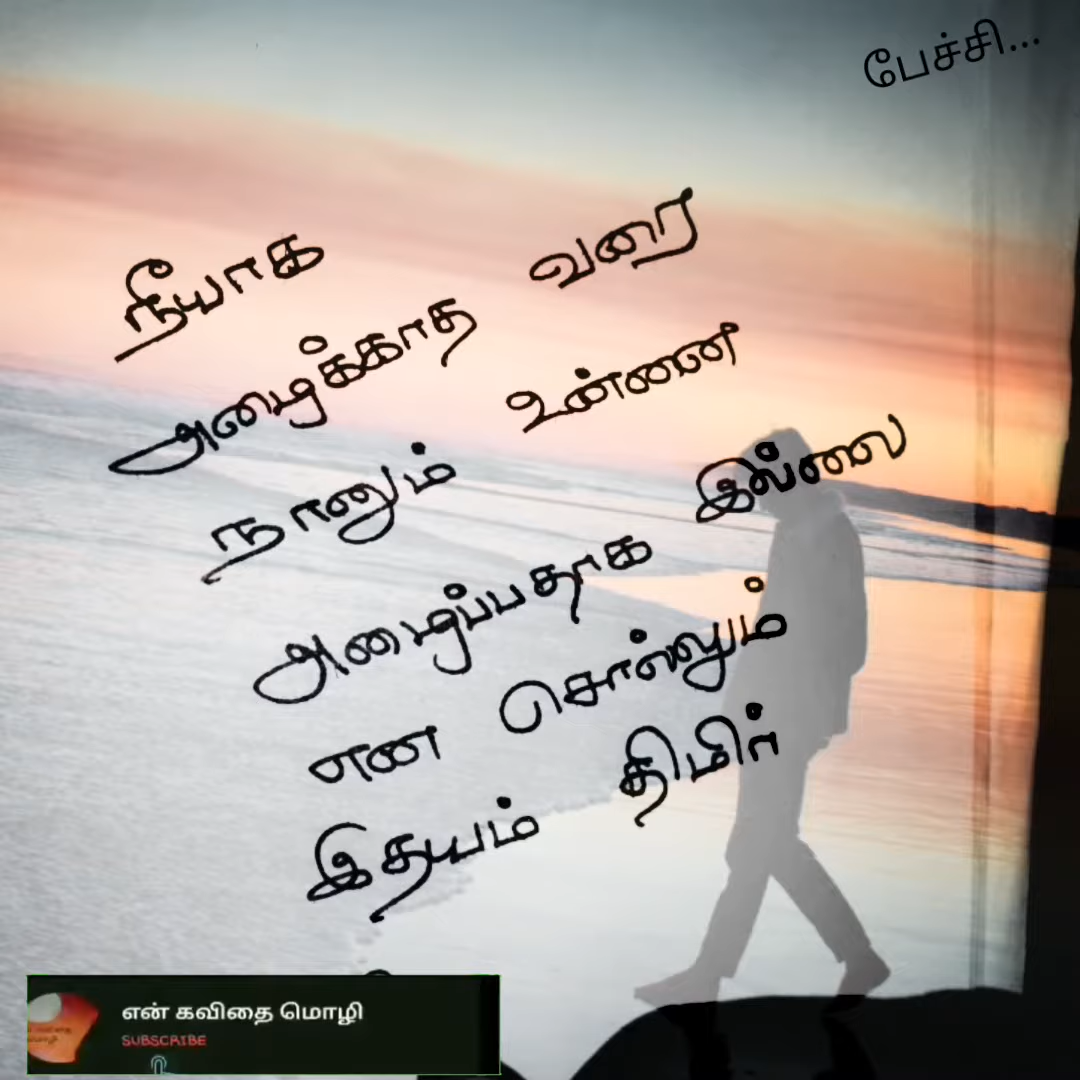 பேச்சி...
நீயாக
அழைக்காத வரை
நானும் உன்னை
அழைப்பதாக இல்லை
என சொல்லும்
இதயம் திமிர்
என் கவிதை மொழி
SUBSCRIBE